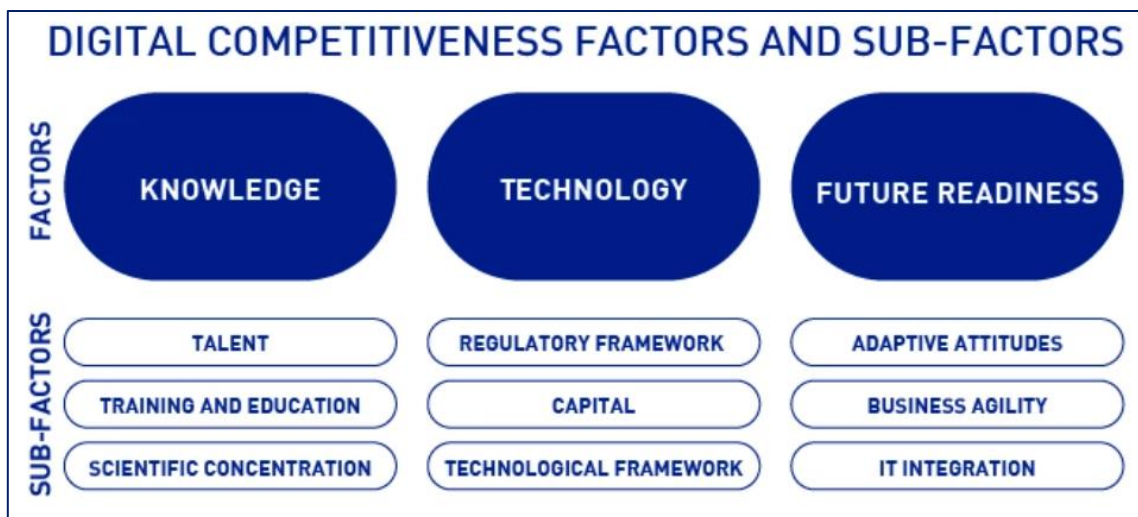 DIGITAL COMPETITIVENESS FACTORS AND SUB-FACTORS
FACTORS
KNOWLEDGE
TECHNOLOGY
FUTURE READINESS
SUB-FACTORS
TALENT
REGULATORY FRAMEWORK
ADAPTIVE ATTITUDES
TRAINING AND EDUCATION
CAPITAL
BUSINESS AGILITY
SCIENTIFIC CONCENTRATION
TECHNOLOGICAL FRAMEWORK
IT INTEGRATION